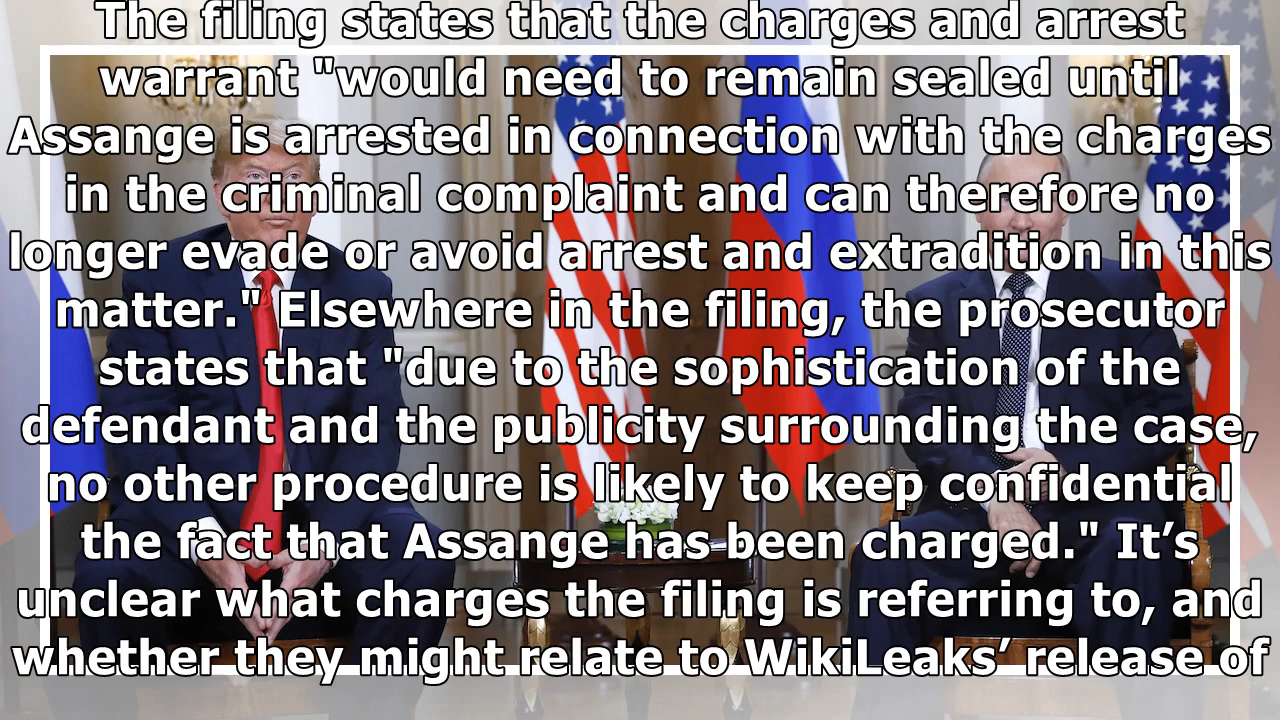 The filing states that the charges and arrest
warrant "would need to remain sealed until
Assange is arrested in connection with the charges
in the criminal complaint and can therefore no
longer evade or avoid arrest and extradition in this
matter." Elsewhere in the filing, the prosecutor
states that "due to the sophistication of the
defendant and the publicity surrounding the case,
no other procedure is likely to keep confidential
the fact that Assange has been charged." It’s
unclear what charges the filing is referring to, and
whether they might relate to WikiLeaks’ release of